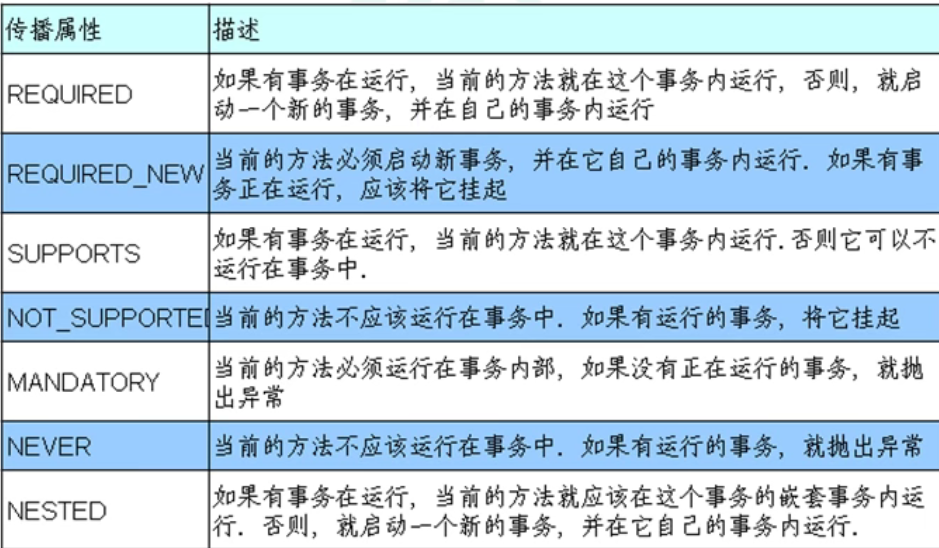 传播属性 描述
REQUIRED 如果有事务在运行，当前的方法就在这个事务内运行，否则，就启
动一个新的事务，并在自己的事务内运行
REQUIRED_NEW 当前的方法必须启动新事务，并在它自己的事务内运行. 如果有事
务正在运行，应该将它挂起
SUPPORTS 如果有事务在运行，当前的方法就在这个事务内运行. 否则它可以不
运行在事务中.
NOT_SUPPORTED 当前的方法不应该运行在事务中. 如果有运行的事务，将它挂起
MANDATORY 当前的方法必须运行在事务内部，如果没有正在运行的事务，就抛
出异常
NEVER 当前的方法不应该运行在事务中. 如果有运行的事务，就抛出异常
NESTED 如果有事务在运行，当前的方法就应该在这个事务的嵌套事务内运
行. 否则，就启动一个新的事务，并在它自己的事务内运行.